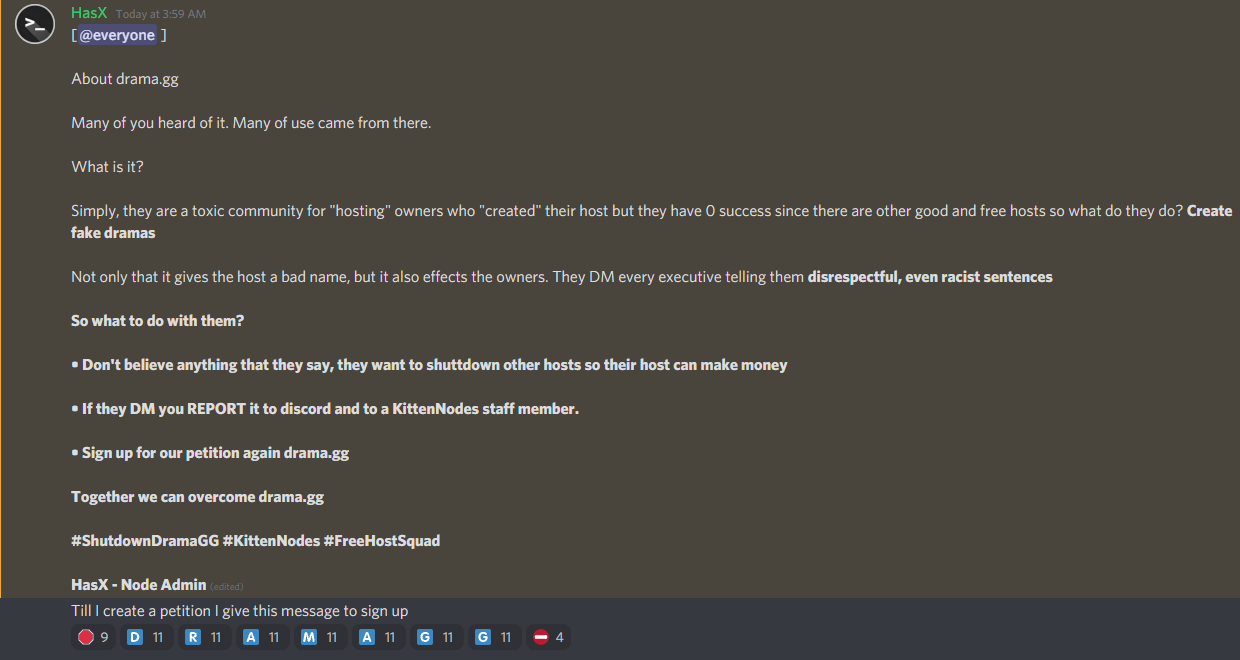 >_
HasX Today at 3:59 AM
[ @everyone ]
About drama.gg
Many of you heard of it. Many of use came from there.
What is it?
Simply, they are a toxic community for "hosting" owners who "created" their host but they have 0 success since there are other good and free hosts so what do they do? Create
fake dramas
Not only that it gives the host a bad name, but it also effects the owners. They DM every executive telling them disrespectful, even racist sentences
So what to do with them?
• Don't believe anything that they say, they want to shuttdown other hosts so their host can make money
• If they DM you REPORT it to discord and to a KittenNodes staff member.
• Sign up for our petition again drama.gg
Together we can overcome drama.gg
#ShutdownDramaGG #KittenNodes #FreeHostSquad
HasX - Node Admin (edited)
Till I create a petition I give this message to sign up
9 D 11 R 11 A 11 M 11 A 11 G 11 G 11 4